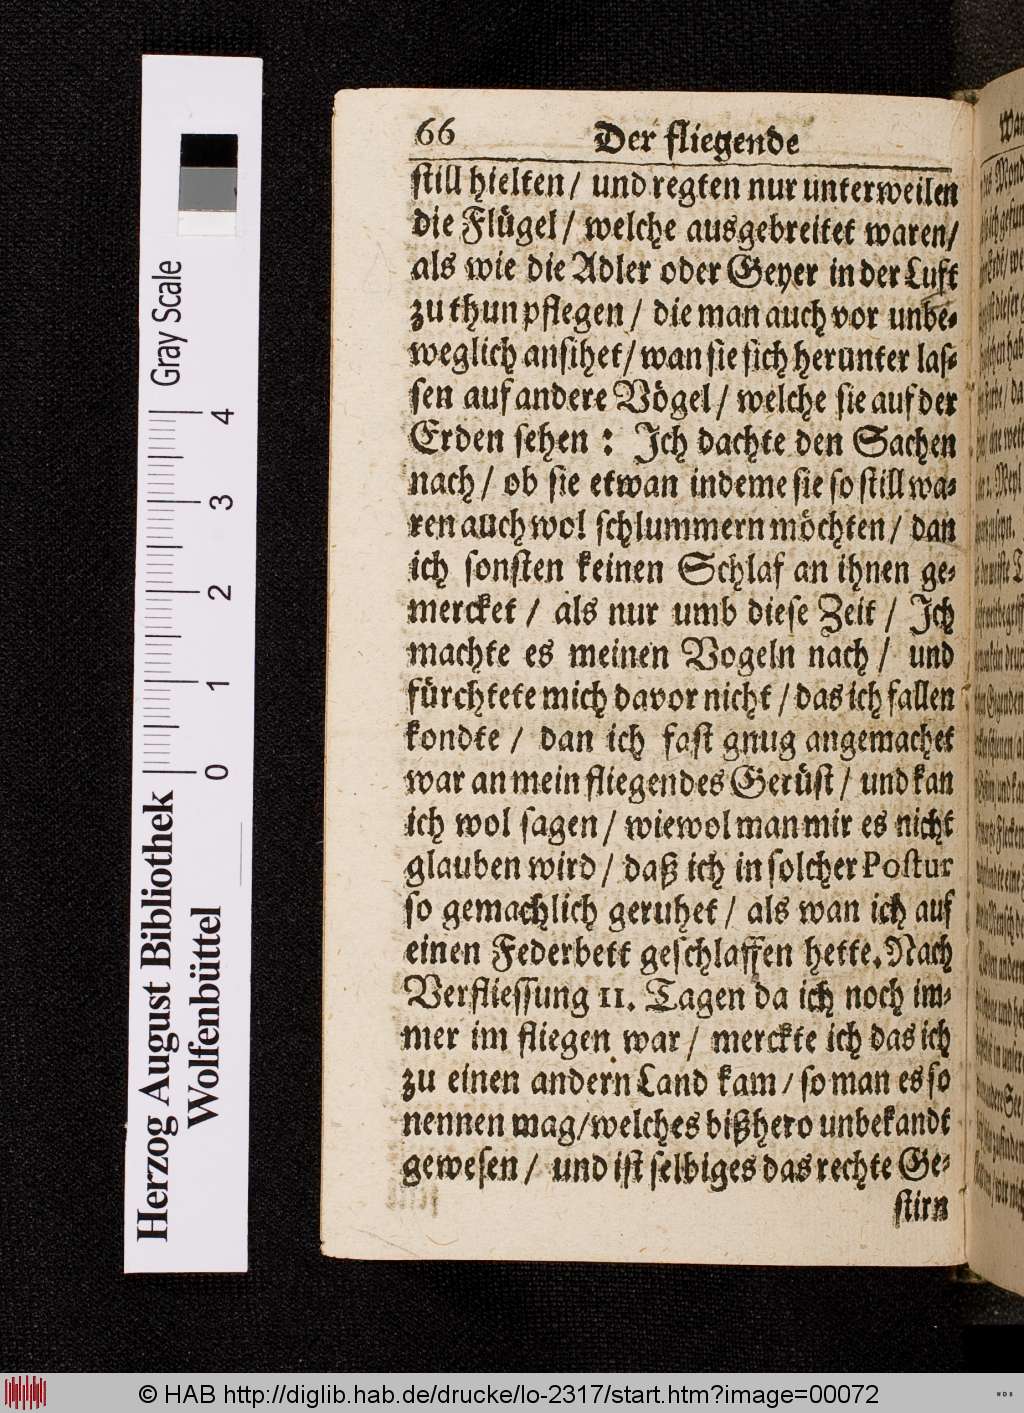 66 Der fliegende
still hielten / und regten nur unterweilen
die Flügel / welche ausgebreitet waren /
als wie die Adler oder Geyer in der Luft
zu thun pflegen / die man auch vor unbe-
weglich ansihet / wan sie sich herunter las-
sen auf andere Vögel / welche sie auf der
Erden sehen : Ich dachte den Sachen
nach / ob sie etwan indeme sie so still wa-
ren auch wol schlummern möchten / dan
ich sonsten keinen Schlaf an ihnen ge-
mercket / als nur umb diese Zeit / Ich
machte es meinen Vogeln nach / und
fürchtete mich davor nicht / das ich fallen
kondte / dan ich fast gnug angemachet
war an mein fliegendes Gerüst / und kan
ich wol sagen / wiewol man mir es nicht
glauben wird / daß ich in solcher Postur
so gemachlich geruhet / als wan ich auf
einen Federbett geschlaffen hette. Nach
Verfliessung 11. Tagen da ich noch im-
mer im fliegen war / merckte ich das ich
zu einen andern Land kam / so man es so
nennen mag / welches bißhero unbekandt
gewesen / und ist selbiges das rechte Ge-
stirn
Herzog August Bibliothek
Wolfenbüttel
0 1 2 3 4
Gray Scale
© HAB http://diglib.hab.de/drucke/lo-2317/start.htm?image=00072